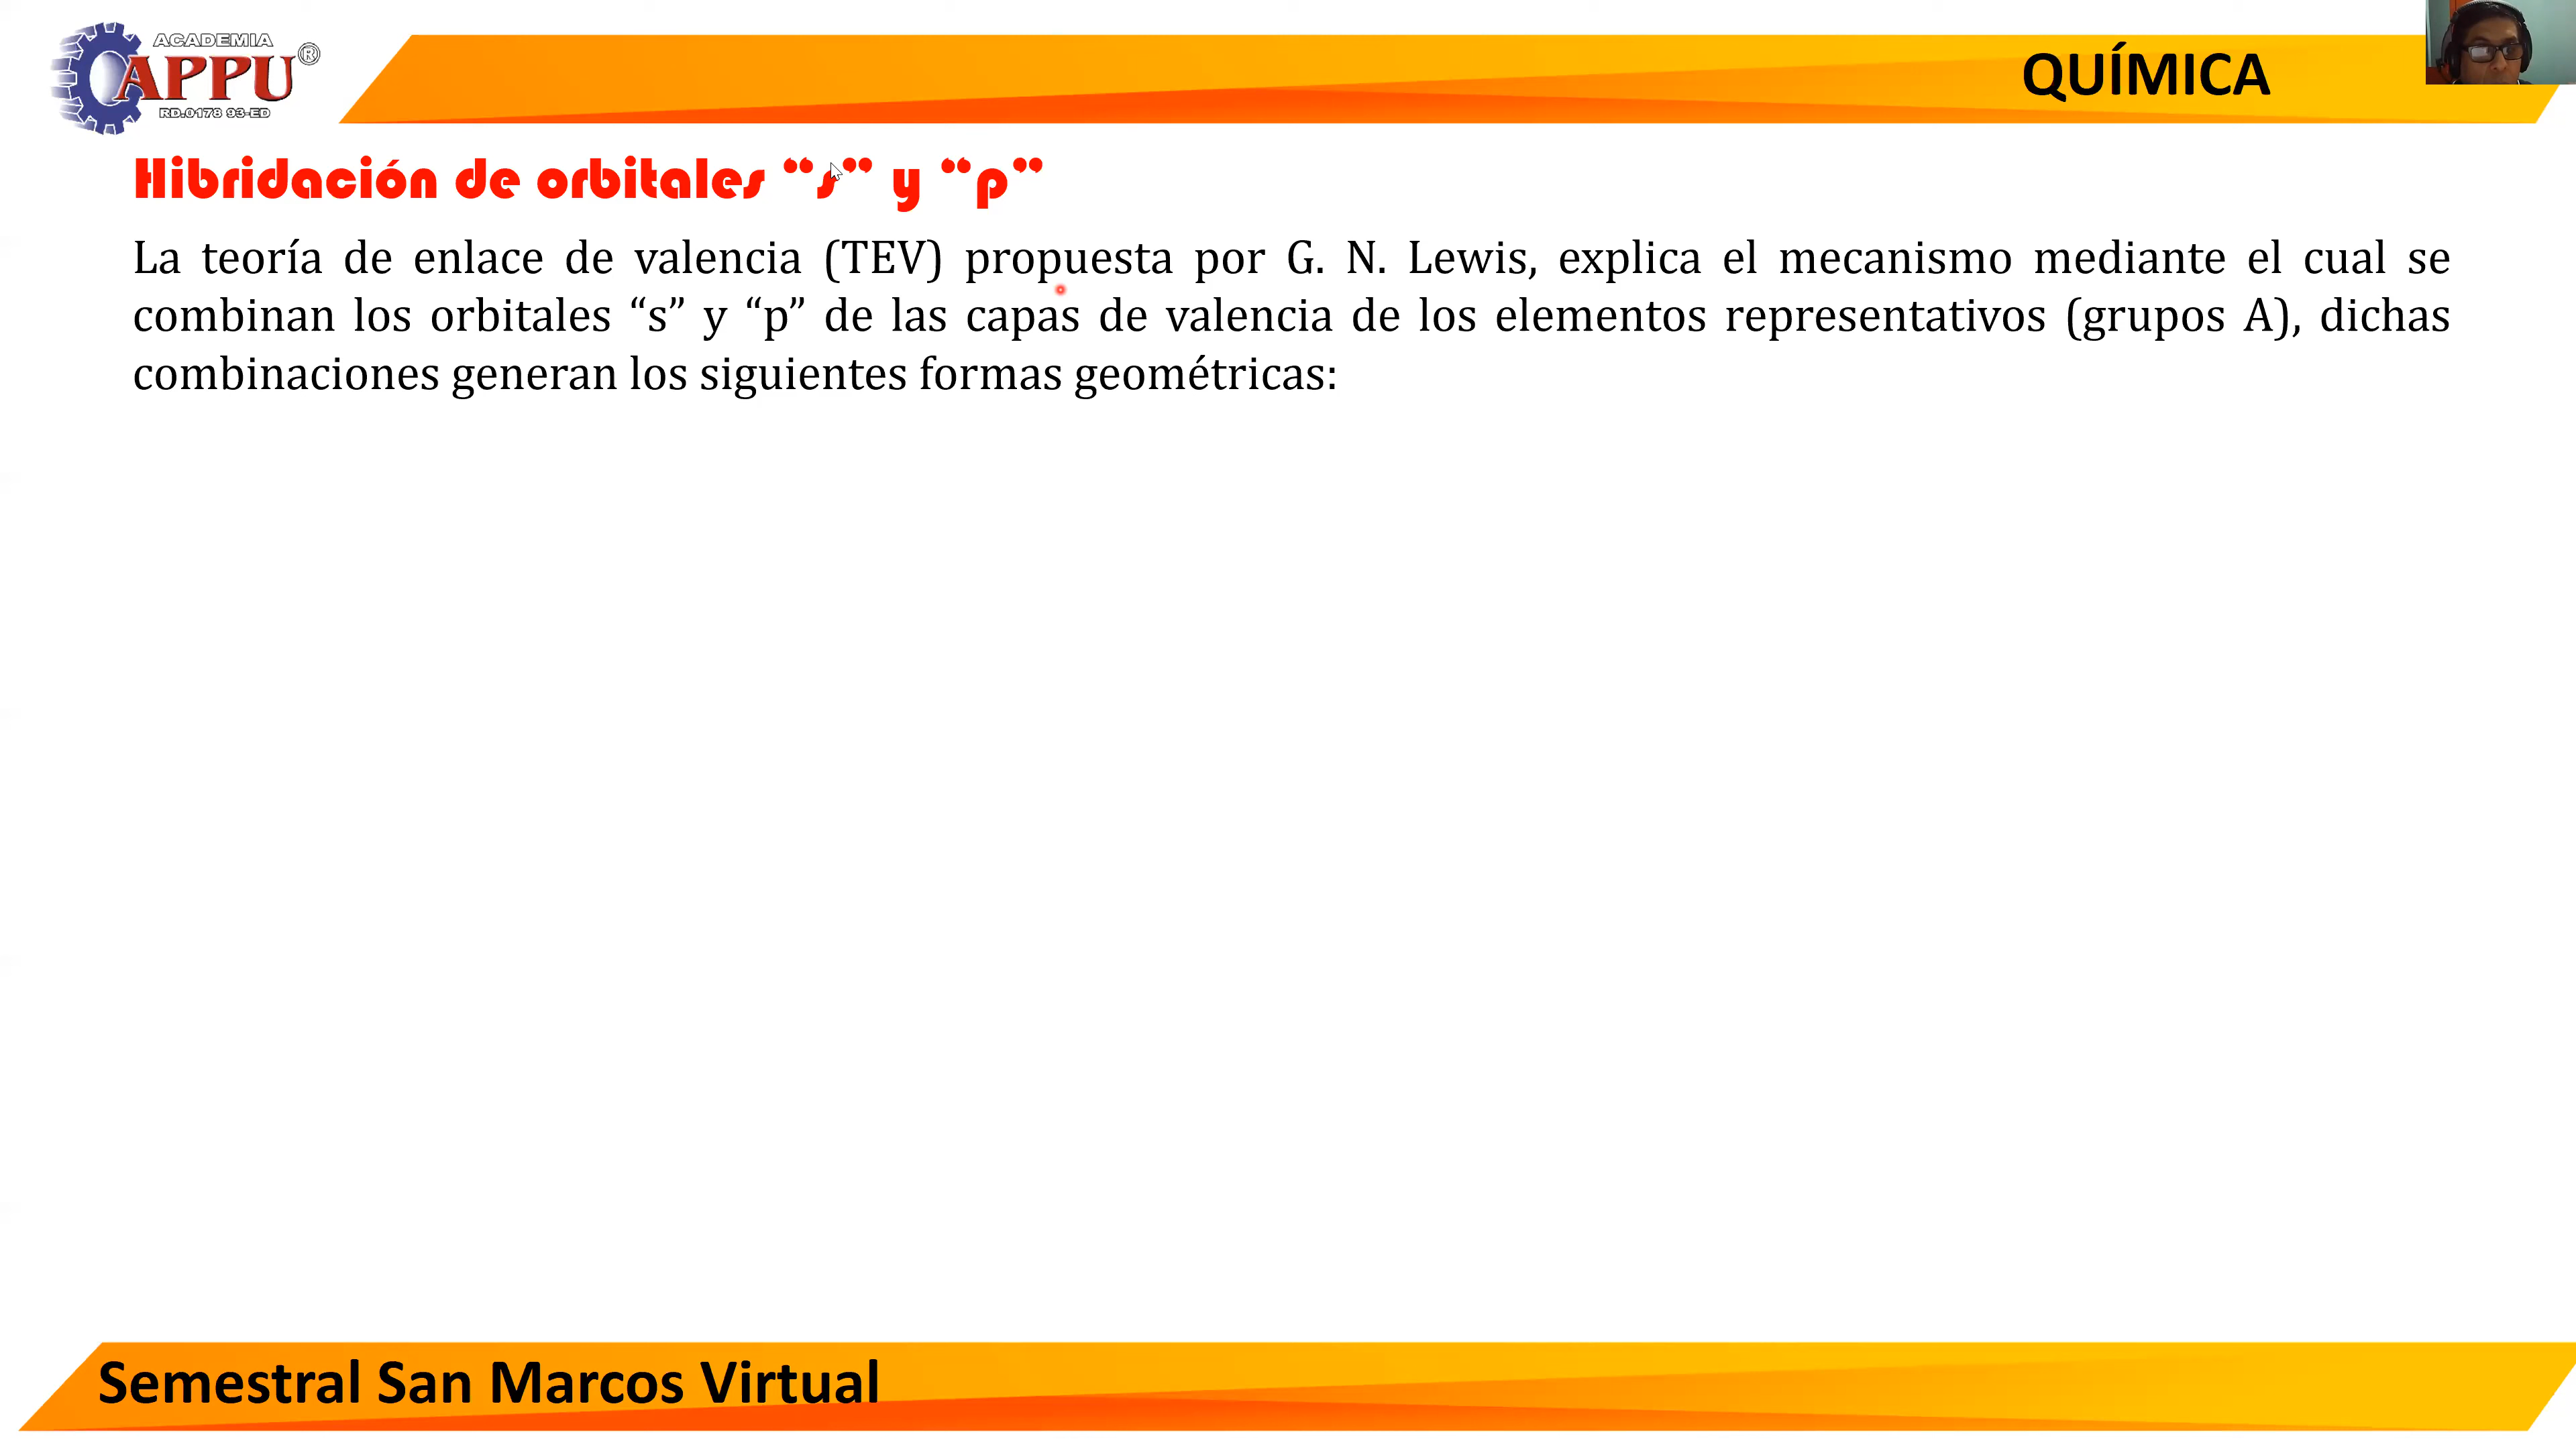 ACADEMIA
APPU®
RD.0178 93-ED
QUÍMICA
Hibridación de orbitales “s” y “p”
La teoría de enlace de valencia (TEV) propuesta por G. N. Lewis, explica el mecanismo mediante el cual se
combinan los orbitales “s” y “p” de las capas de valencia de los elementos representativos (grupos A), dichas
combinaciones generan los siguientes formas geométricas:
Semestral San Marcos Virtual